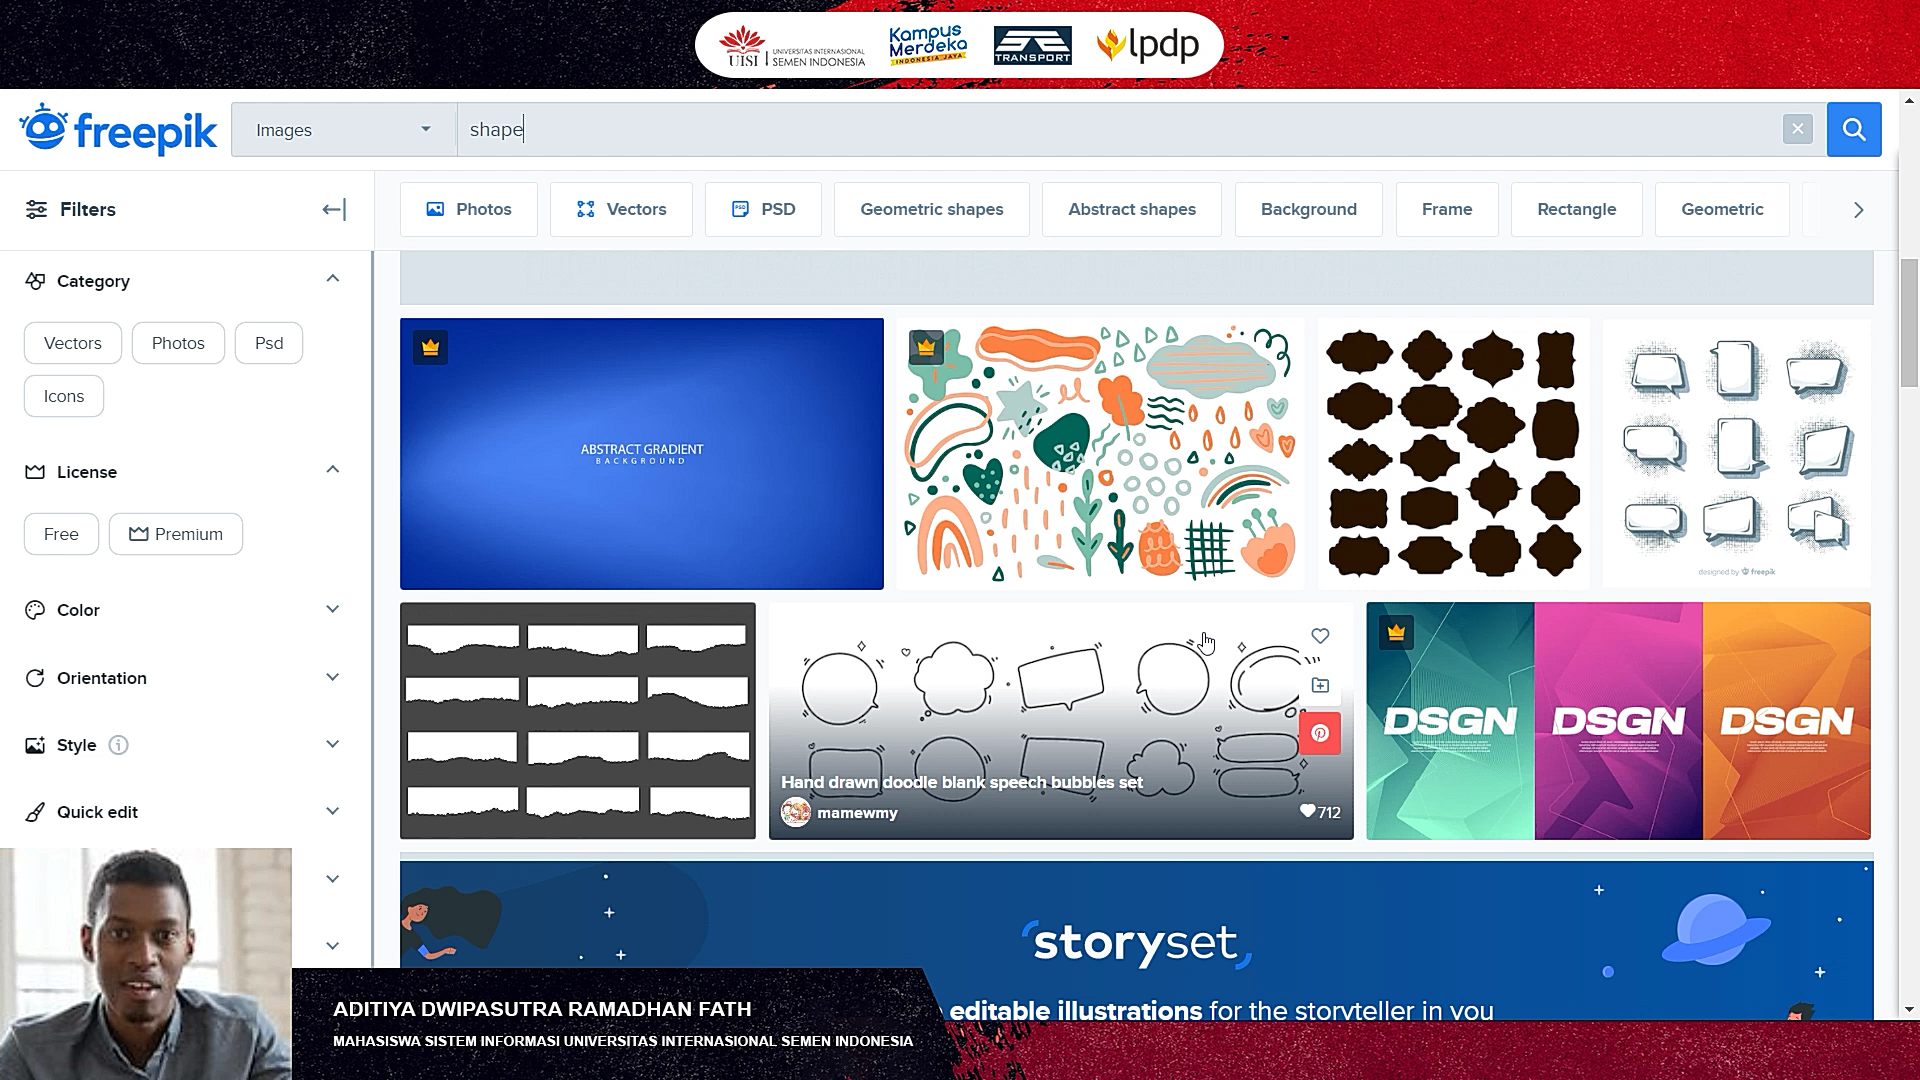 UISI
UNIVERSITAS INTERNASIONAL
SEMEN INDONESIA
Kampus
Merdeka
INDONESIA JAYA
TRANSPORT
lpdp
freepik
Images
shape
Filters
Photos
Vectors
PSD
Geometric shapes
Abstract shapes
Background
Frame
Rectangle
Geometric
Category
Vectors
Photos
Psd
Icons
License
Free
Premium
Color
Orientation
Style
Quick edit
ABSTRACT GRADIENT
BACKGROUND
designed by freepik
Hand drawn doodle blank speech bubbles set
mamewmy
712
DSGN
DSGN
DSGN
storyset
editable illustrations for the storyteller in you
ADITIYA DWIPASUTRA RAMADHAN FATH
MAHASISWA SISTEM INFORMASI UNIVERSITAS INTERNASIONAL SEMEN INDONESIA